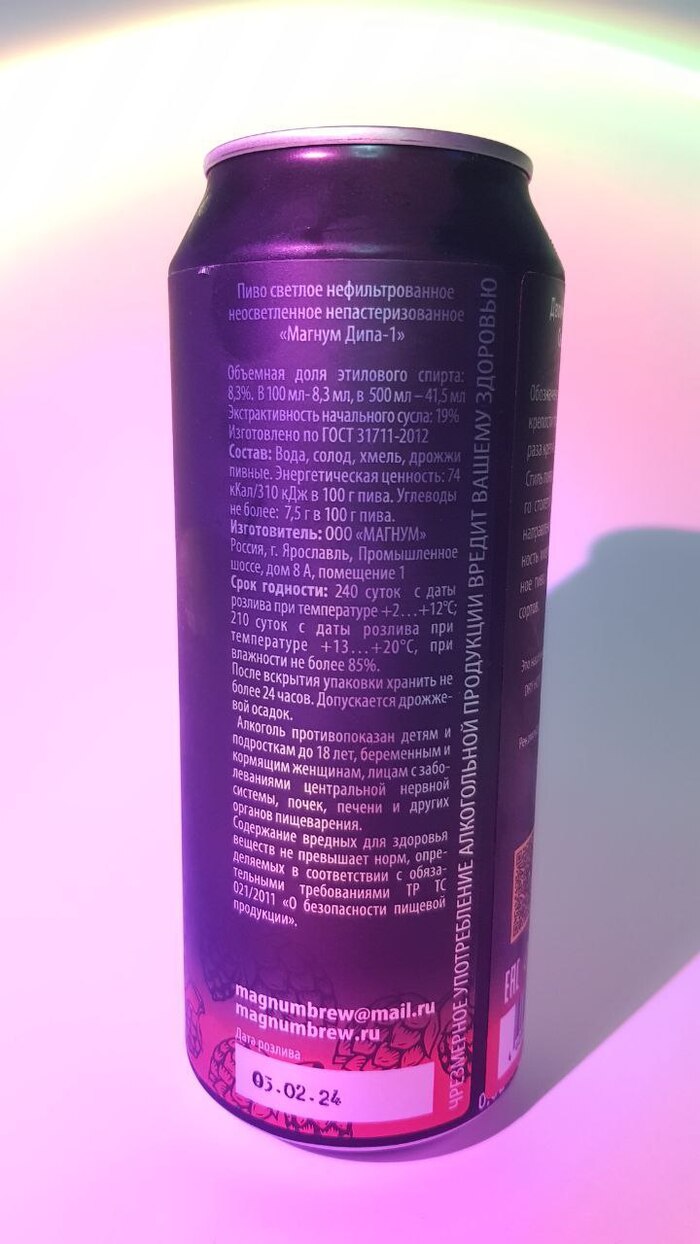 Пиво светлое нефильтрованное
неосветленное непастеризованное
«Магнум Дипа-1»
Объемная доля этилового спирта:
8,3%. В 100 мл- 8,3 мл, в 500 мл – 41,5 мл
Экстрактивность начального сусла: 19%
Изготовлено по ГОСТ 31711-2012
Состав: Вода, солод, хмель, дрожжи
пивные. Энергетическая ценность: 74
кКал/310 кДж в 100 г пива. Углеводы
не более: 7,5 г в 100 г пива.
Изготовитель: ООО «МАГНУМ»
Россия, г. Ярославль, Промышленное
шоссе, дом 8 А, помещение 1
Срок годности: 240 суток с даты
розлива при температуре +2…+12°С;
210 суток с даты розлива при
температуре +13…+20°С, при
влажности не более 85%.
После вскрытия упаковки хранить не
более 24 часов. Допускается дрожже-
вой осадок.
Алкоголь противопоказан детям и
подросткам до 18 лет, беременным и
кормящим женщинам, лицам с забо-
леваниями центральной нервной
системы, почек, печени и других
органов пищеварения.
Содержание вредных для здоровья
веществ не превышает норм, опре-
деляемых в соответствии с обяза-
тельными требованиями ТР ТС
021/2011 «О безопасности пищевой
продукции».
magnumbrew@mail.ru
magnumbrew.ru
Дата розлива
05.02.24
ЧРЕЗМЕРНОЕ УПОТРЕБЛЕНИЕ АЛКОГОЛЬНОЙ ПРОДУКЦИИ ВРЕДИТ ВАШЕМУ ЗДОРОВЬЮ
крепости
раза
Стиль
го
ность
ное
сортов.
EAC